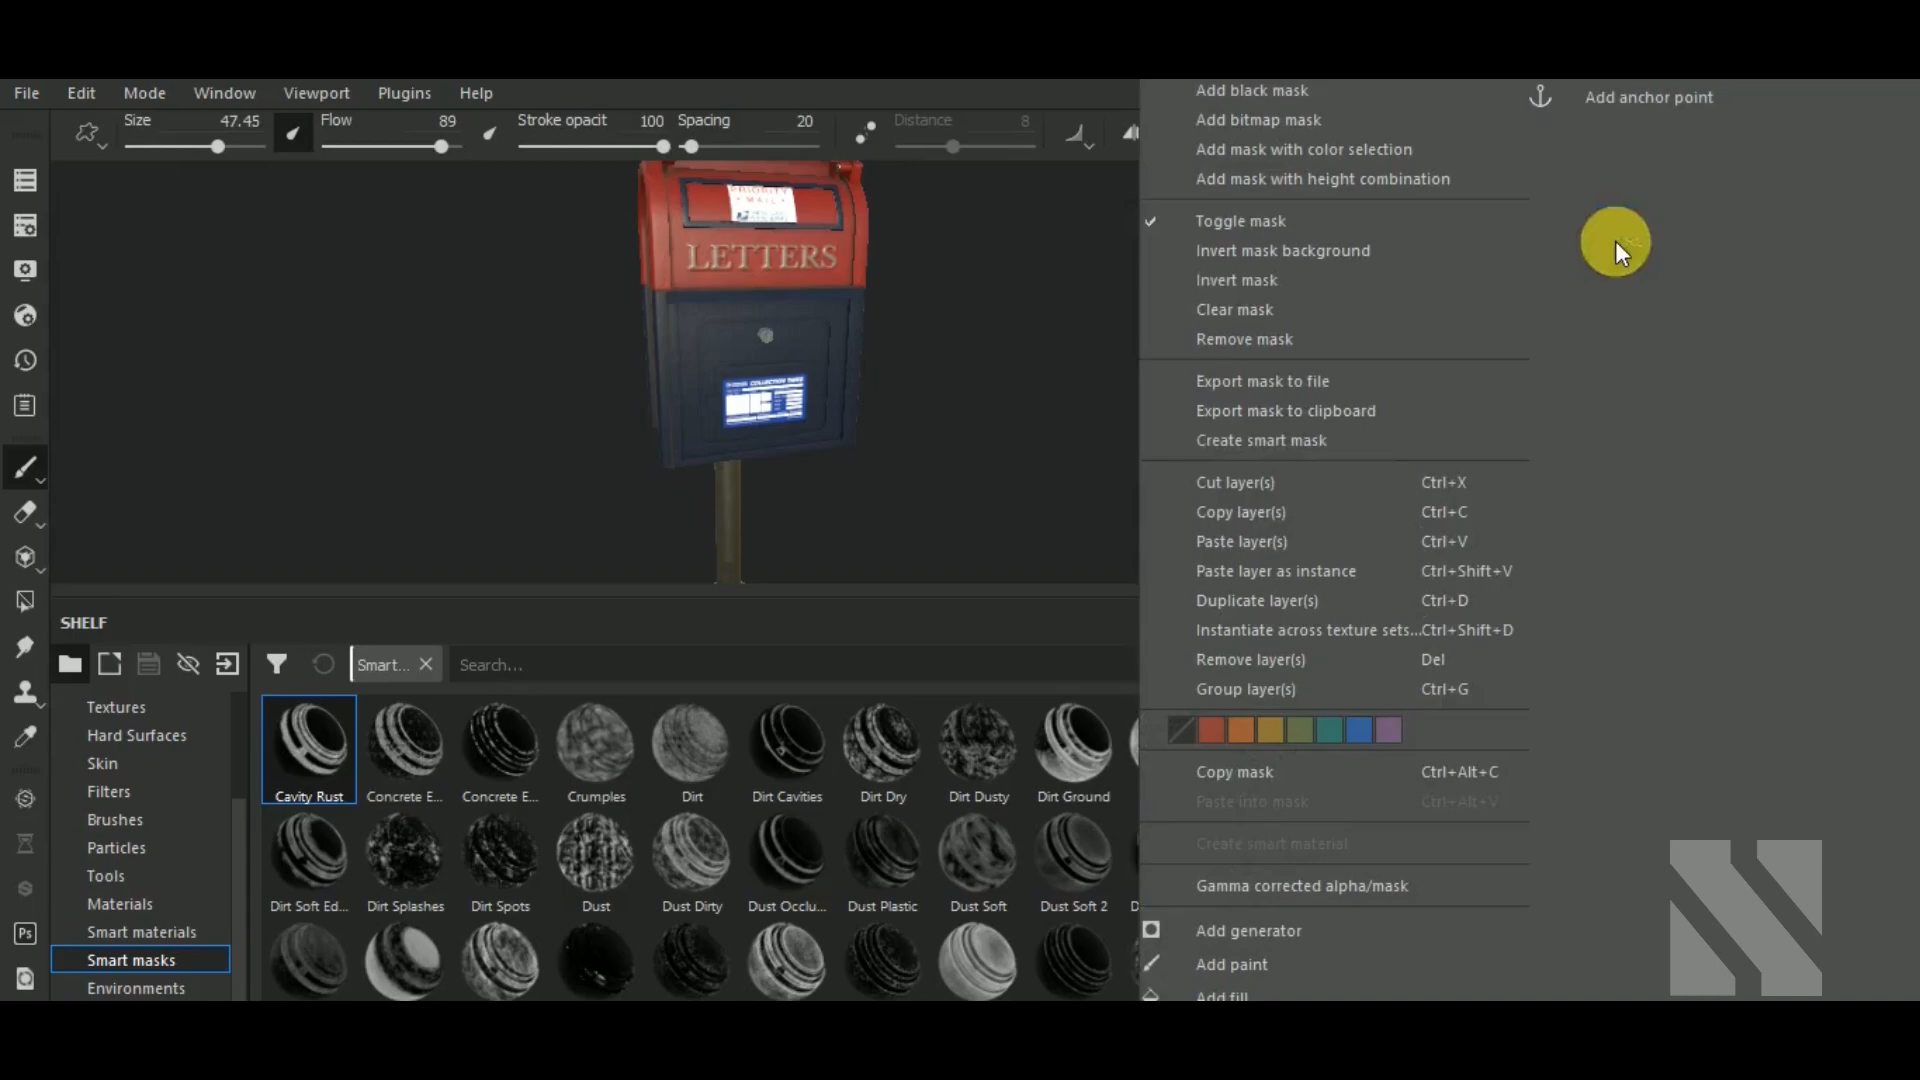 File Edit Mode Window Viewport Plugins Help
Size 47.45 Flow 89 Stroke opacit 100 Spacing 20 Distance 8
PRIORITY
MAIL
LETTERS
COLLECTION TIMES
Add black mask
Add bitmap mask
Add mask with color selection
Add mask with height combination
Toggle mask
Invert mask background
Invert mask
Clear mask
Remove mask
Export mask to file
Export mask to clipboard
Create smart mask
Cut layer(s) Ctrl+X
Copy layer(s) Ctrl+C
Paste layer(s) Ctrl+V
Paste layer as instance Ctrl+Shift+V
Duplicate layer(s) Ctrl+D
Instantiate across texture sets... Ctrl+Shift+D
Remove layer(s) Del
Group layer(s) Ctrl+G
Copy mask Ctrl+Alt+C
Paste into mask Ctrl+Alt+V
Create smart material
Gamma corrected alpha/mask
Add generator
Add paint
Add fill
Add anchor point
SHELF
Smart... Search...
Textures
Hard Surfaces
Skin
Filters
Brushes
Particles
Tools
Materials
Smart materials
Smart masks
Environments
Cavity Rust Concrete E... Concrete E... Crumples Dirt Dirt Cavities Dirt Dry Dirt Dusty Dirt Ground
Dirt Soft Ed... Dirt Splashes Dirt Spots Dust Dust Dirty Dust Occlu... Dust Plastic Dust Soft Dust Soft 2 D
Ps